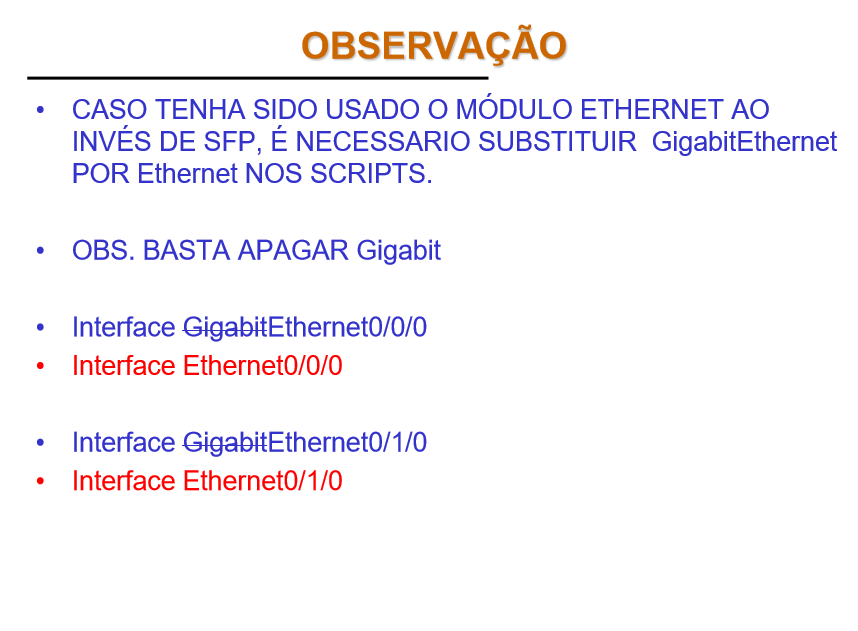 OBSERVAÇÃO
• CASO TENHA SIDO USADO O MÓDULO ETHERNET AO
INVÉS DE SFP, É NECESSARIO SUBSTITUIR GigabitEthernet
POR Ethernet NOS SCRIPTS.
• OBS. BASTA APAGAR Gigabit
• Interface GigabitEthernet0/0/0
• Interface Ethernet0/0/0
• Interface GigabitEthernet0/1/0
• Interface Ethernet0/1/0